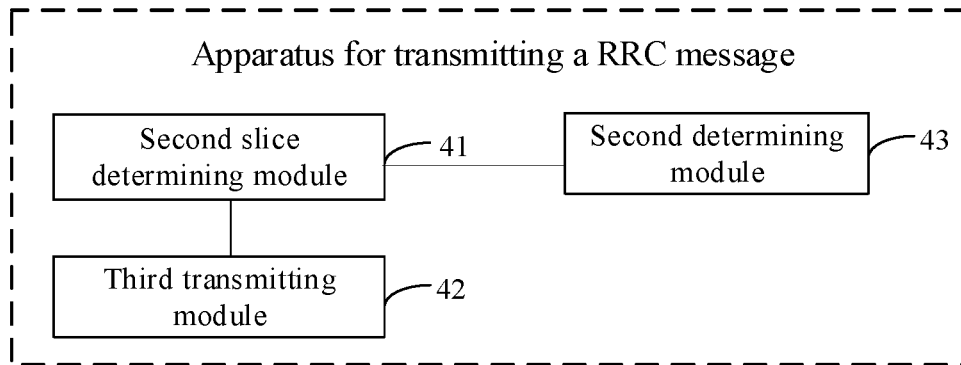 Apparatus for transmitting a RRC message
Second slice
determining module
41
Second determining
module
43
Third transmitting
module
42